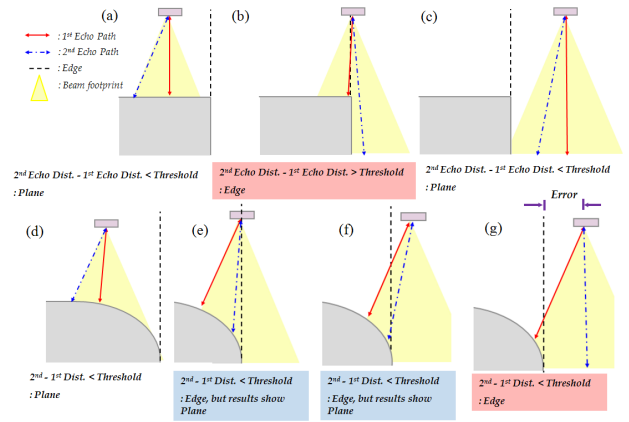 (a)
(b)
(c)
: 1st Echo Path
: 2nd Echo Path
: Edge
: Beam footprint
2nd Echo Dist. - 1st Echo Dist. < Threshold
: Plane
2nd Echo Dist. - 1st Echo Dist. > Threshold
: Edge
2nd Echo Dist. - 1st Echo Dist. < Threshold
: Plane
Error
(d)
(e)
(f)
(g)
2nd - 1st Dist. < Threshold
: Plane
2nd - 1st Dist. < Threshold
: Edge, but results show
Plane
2nd - 1st Dist. < Threshold
: Edge, but results show
Plane
2nd - 1st Dist. < Threshold
: Edge